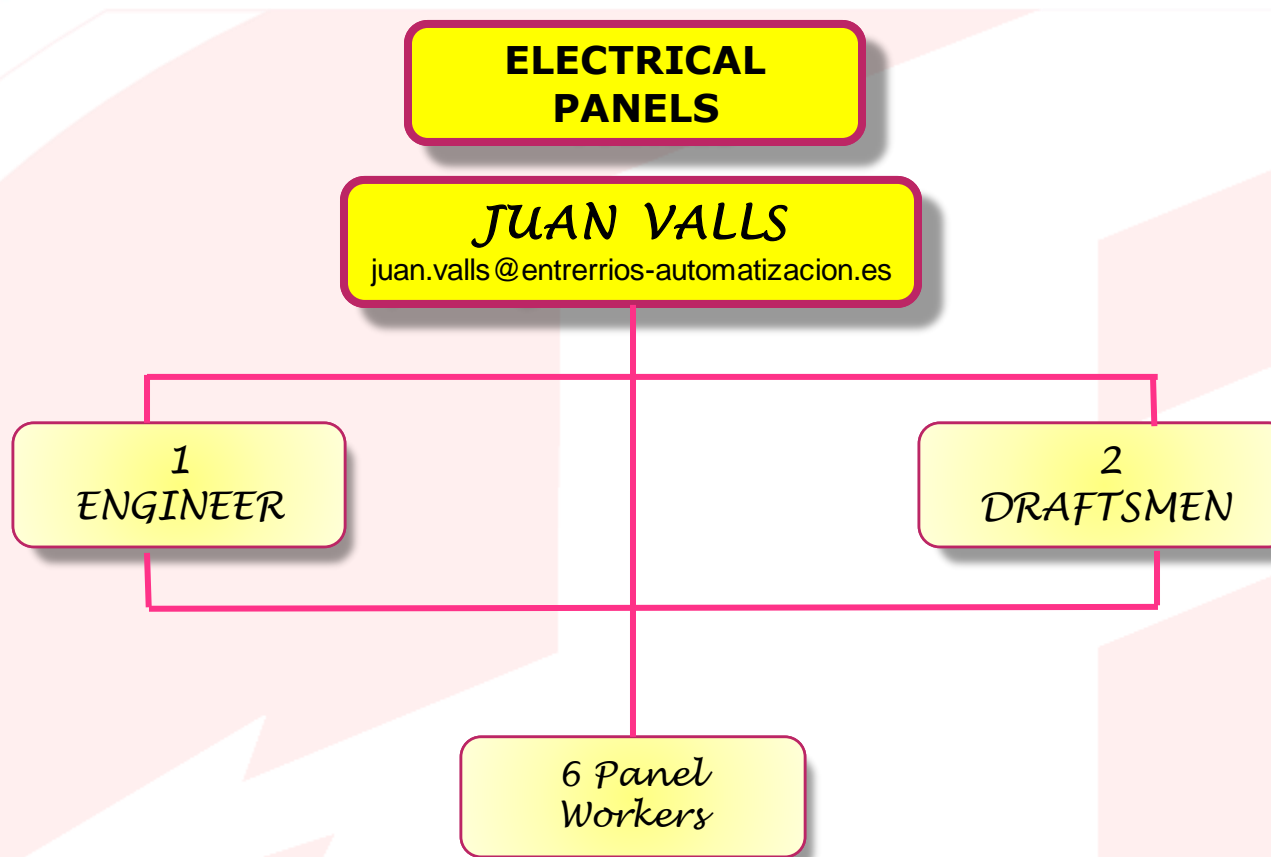 ELECTRICAL
PANELS
JUAN VALLS
juan.valls@entrerrios-automatizacion.es
1
ENGINEER
2
DRAFTSMEN
6 Panel
Workers